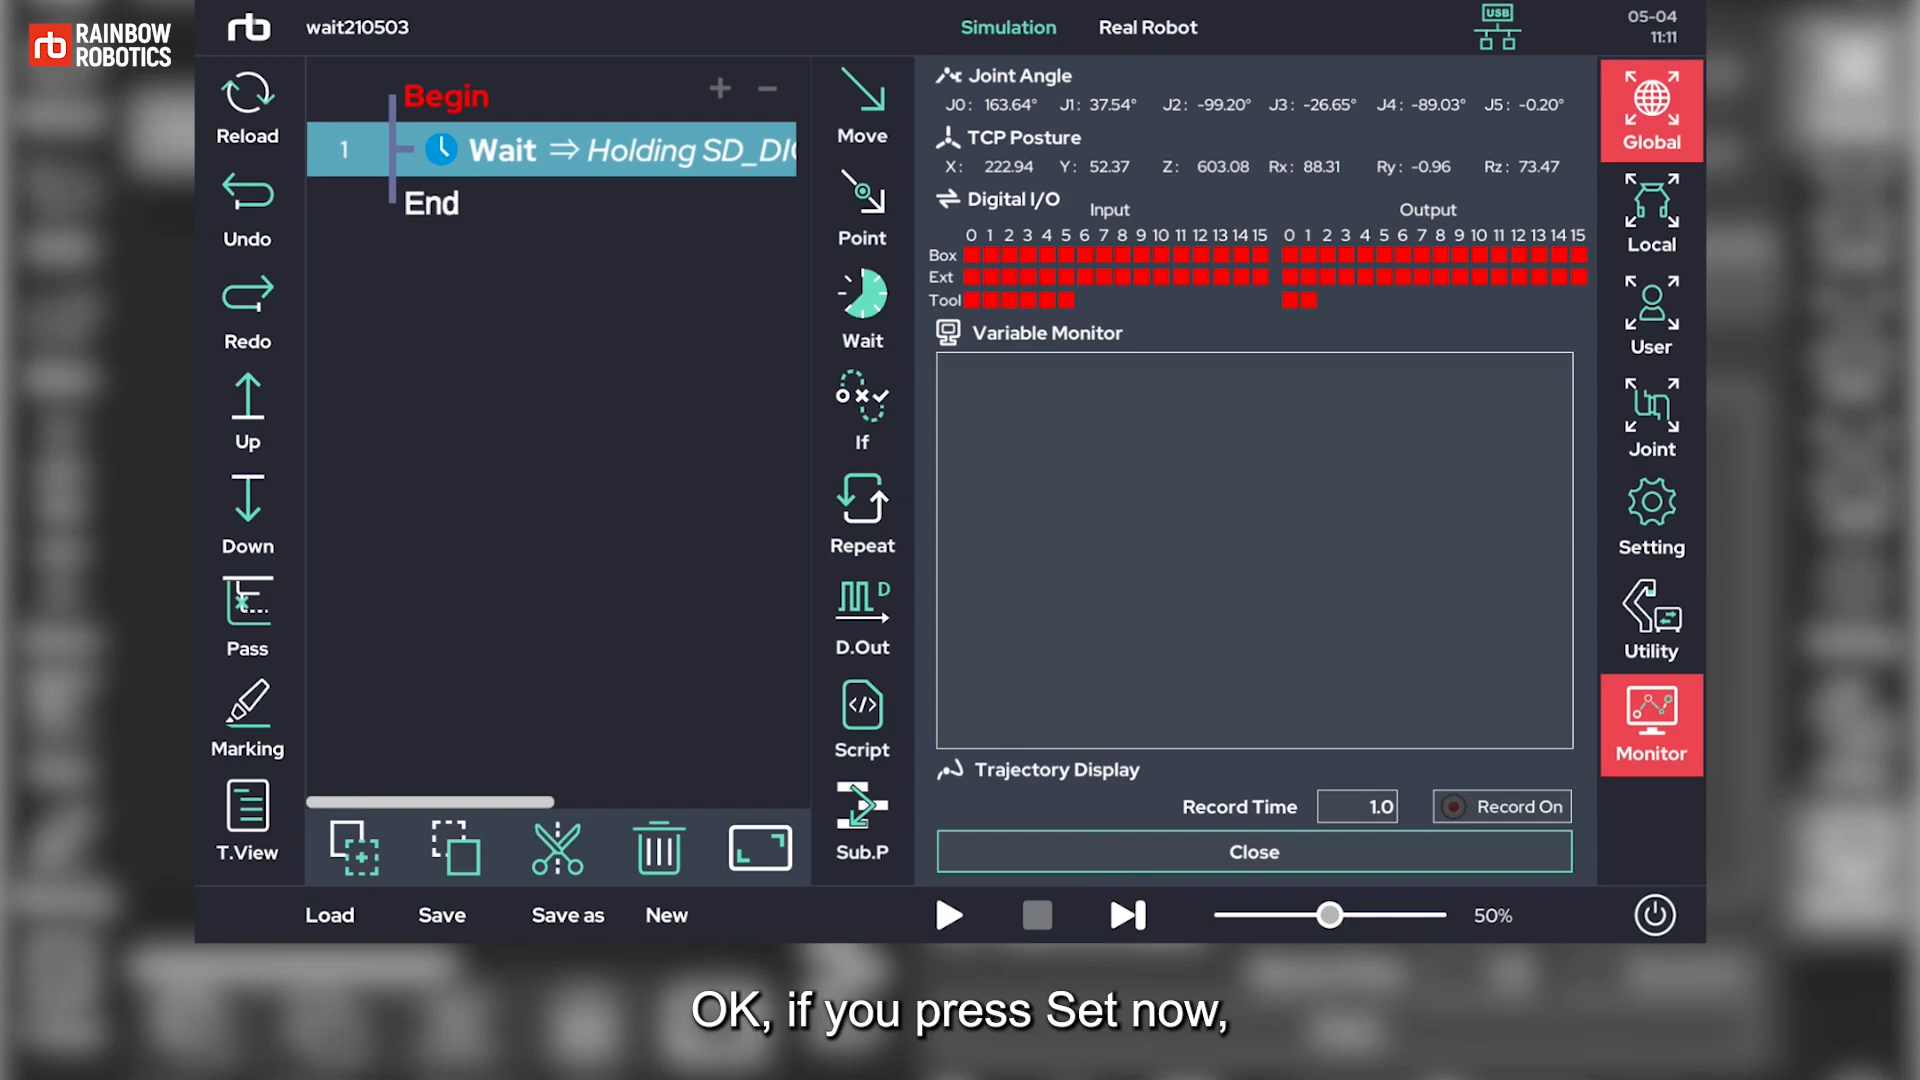 RAINBOW
ROBOTICS
wait210503
Simulation
Real Robot
USB
05-04
11:11
Reload
Undo
Redo
Up
Down
Pass
Marking
T.View
Begin
+ −
1 Wait ⇒ Holding SD_DI
End
Move
Point
Wait
If
Repeat
D
D.Out
</>
Script
Sub.P
Joint Angle
J0: 163.64° J1: 37.54° J2: -99.20° J3: -26.65° J4: -89.03° J5: -0.20°
TCP Posture
X: 222.94 Y: 52.37 Z: 603.08 Rx: 88.31 Ry: -0.96 Rz: 73.47
Digital I/O
Input Output
0 1 2 3 4 5 6 7 8 9 10 11 12 13 14 15 0 1 2 3 4 5 6 7 8 9 10 11 12 13 14 15
Box
Ext
Tool
Variable Monitor
Trajectory Display
Record Time 1.0 Record On
Close
Global
Local
User
Joint
Setting
Utility
Monitor
Load Save Save as New
50%
OK, if you press Set now,